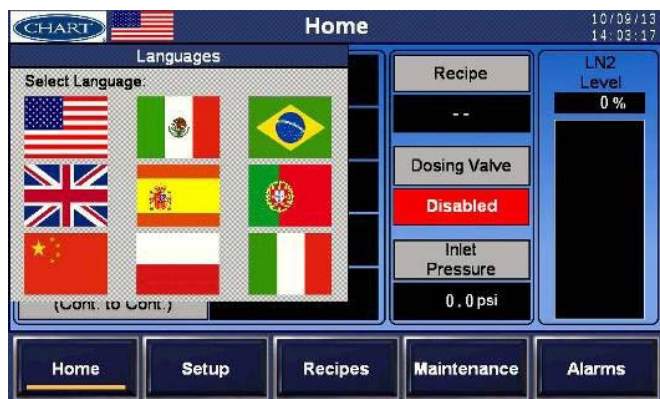 CHART
Home
10/09/13
14:03:17
Languages
Select Language:
Recipe
--
Dosing Valve
Disabled
Inlet
Pressure
0.0psi
LN2
Level
0 %
(Cont. to Cont.)
Home
Setup
Recipes
Maintenance
Alarms